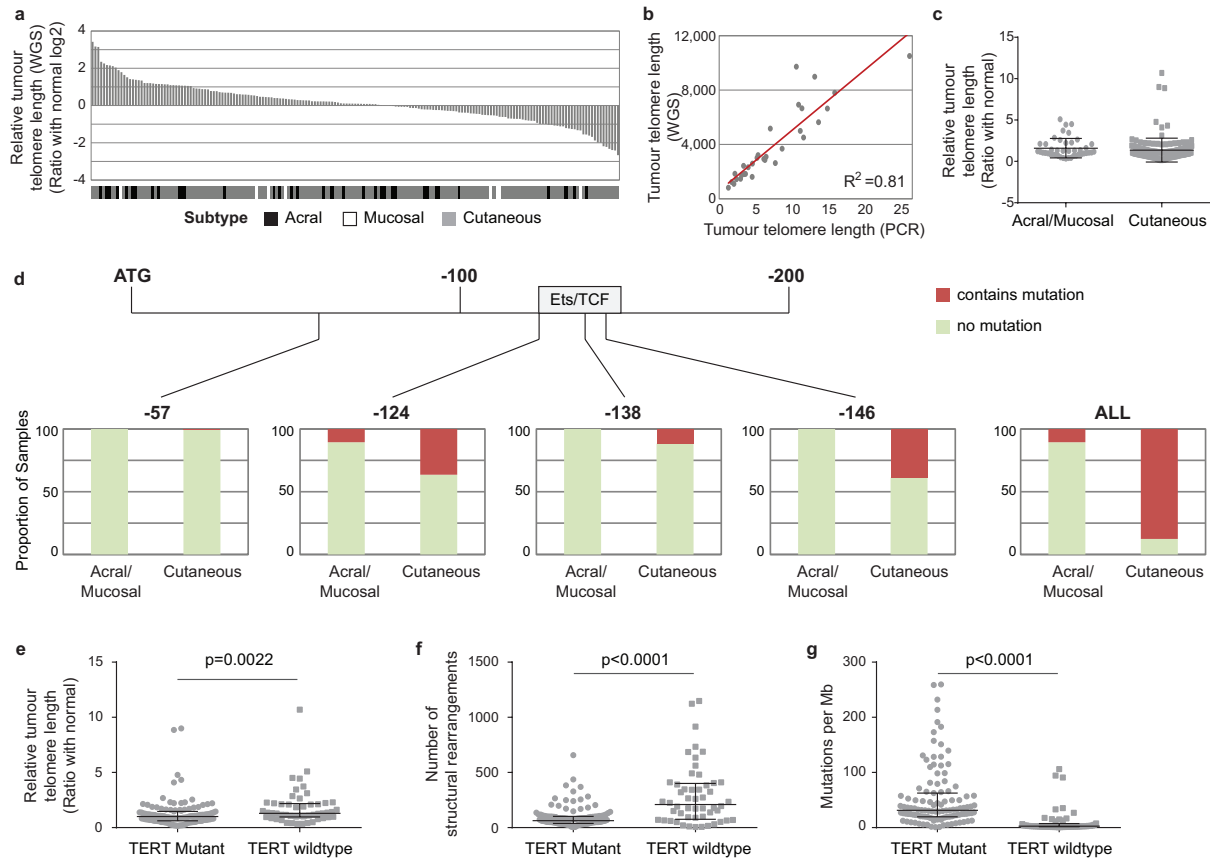 a
Relative tumour
telomere length (WGS)
(Ratio with normal log2)
4
2
0
-2
-4
Subtype Acral Mucosal Cutaneous
b
Tumour telomere length
(WGS)
12,000
8,000
4,000
0
0 5 10 15 20 25
R2 =0.81
Tumour telomere length (PCR)
c
Relative tumour
telomere length
(Ratio with normal)
15
10
5
0
-5
Acral/Mucosal Cutaneous
d
ATG -100 -200
Ets/TCF
contains mutation
no mutation
Proportion of Samples
-57
100
50
0
Acral/
Mucosal
Cutaneous
-124
100
50
0
Acral/
Mucosal
Cutaneous
-138
100
50
0
Acral/
Mucosal
Cutaneous
-146
100
50
0
Acral/
Mucosal
Cutaneous
ALL
100
50
0
Acral/
Mucosal
Cutaneous
e
Relative tumour
telomere length
(Ratio with normal)
15
10
5
0
p=0.0022
TERT Mutant TERT wildtype
f
Number of
structural rearrangements
1500
1000
500
0
p<0.0001
TERT Mutant TERT wildtype
g
Mutations per Mb
300
200
100
0
p<0.0001
TERT Mutant TERT wildtype